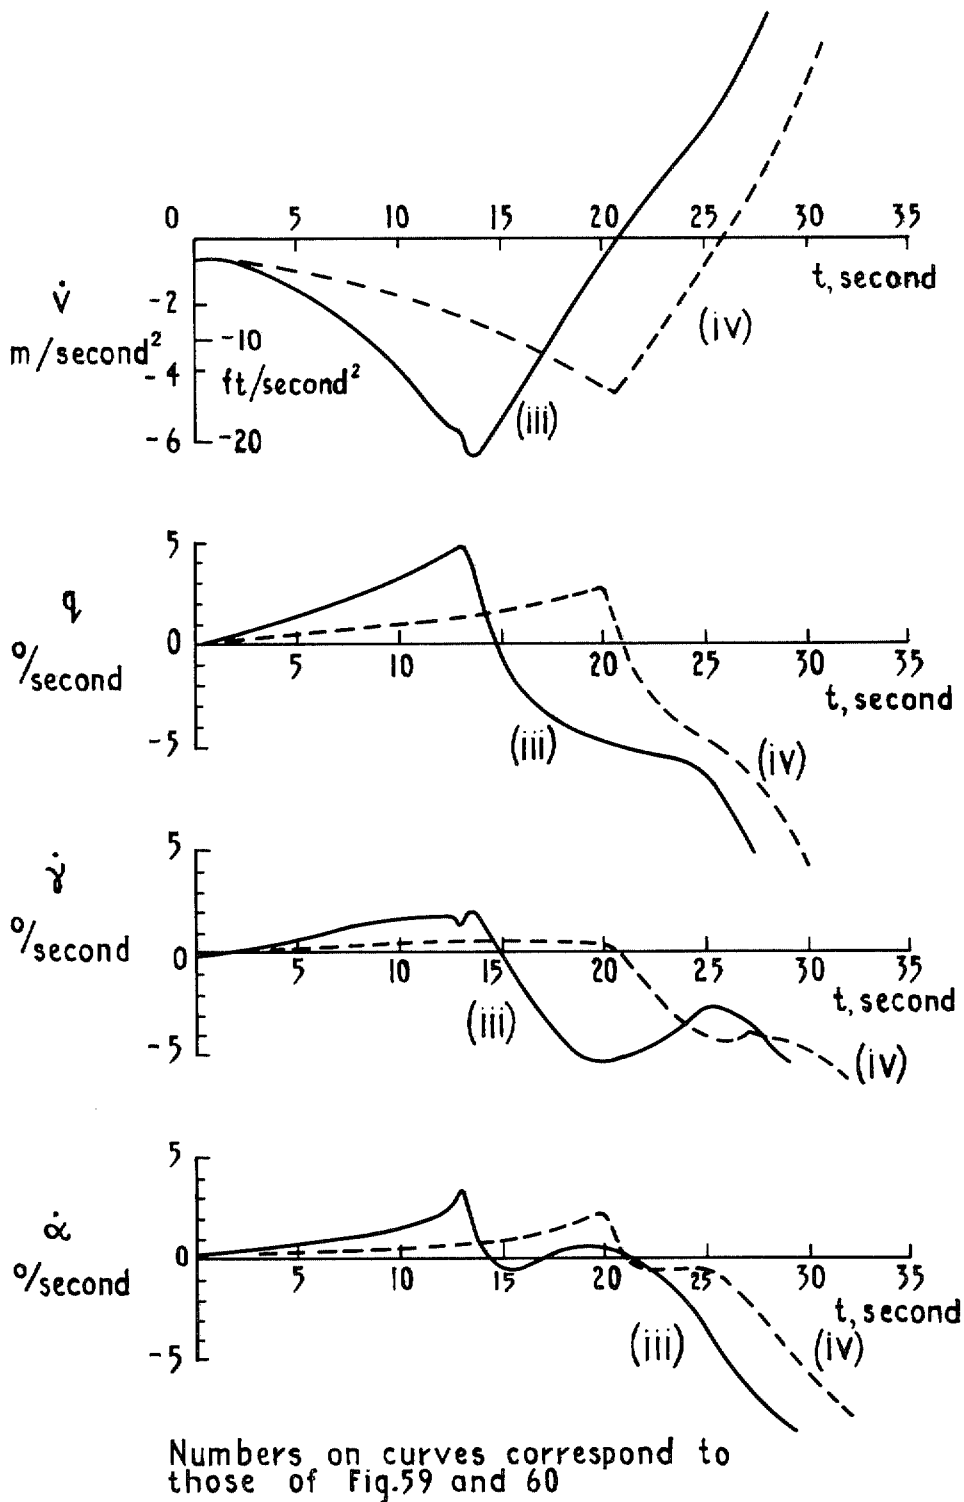 0 5 10 15 20 25 30 35
t, second
v̇
m/second²
-2
-4
-6
-10
ft/second²
-20
(iii)
(iv)
5
q
0
°/second
-5
5 10 15 20 25 30 35
t, second
(iii)
(iv)
5
γ̇
°/second
0
-5
5 10 15 20 25 30 35
t, second
(iii)
(iv)
5
α̇
0
°/second
-5
5 10 15 20 25 30 35
t, second
(iii)
(iv)
Numbers on curves correspond to
those of Fig.59 and 60